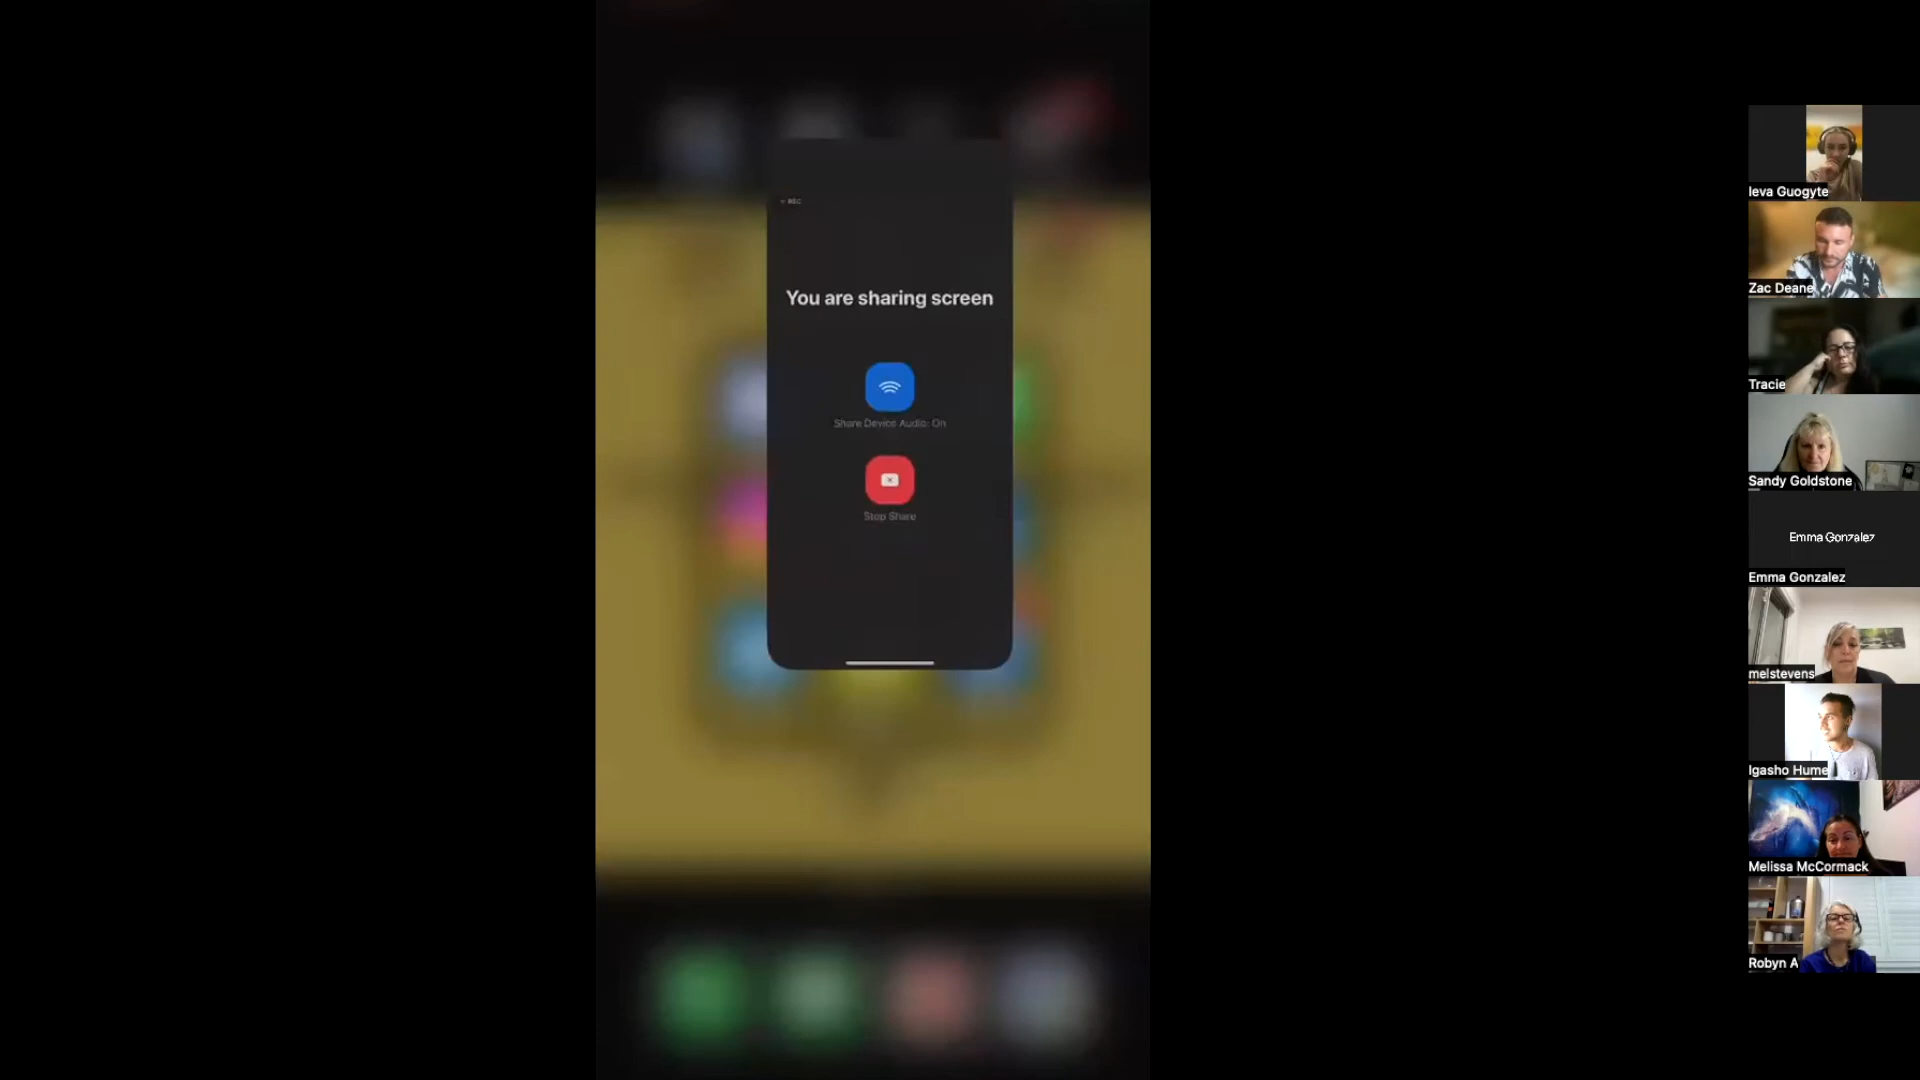 REC
You are sharing screen
Share Device Audio: On
Stop Share
Ieva Guogyte
Zac Deane
Tracie
Sandy Goldstone
Emma Gonzalez
Emma Gonzalez
melstevens
Igasho Hume
Melissa McCormack
Robyn A